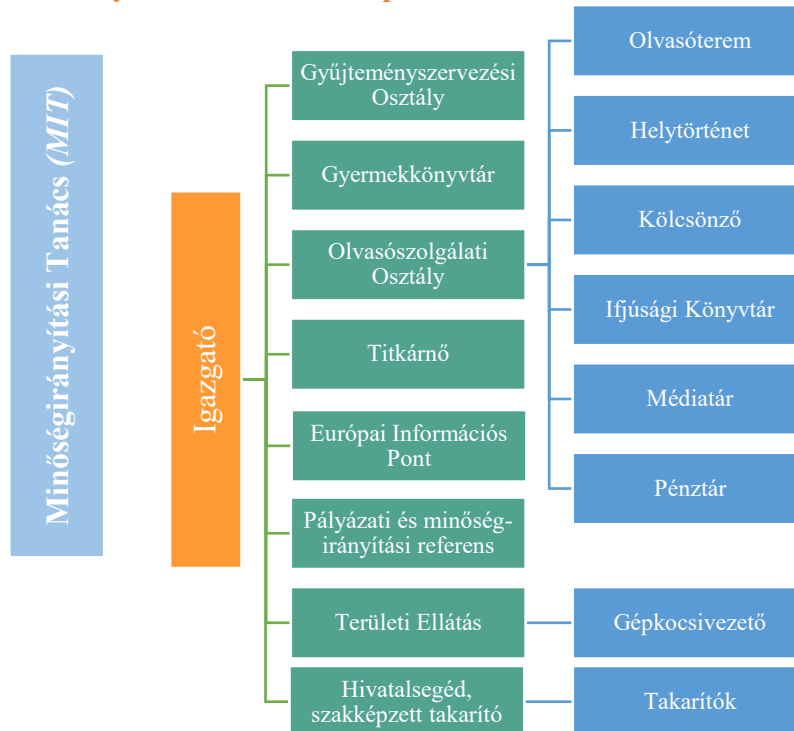 Minőségirányítási Tanács (MIT)
Igazgató
Gyűjteményszervezési
Osztály
Gyermekkönyvtár
Olvasószolgálati
Osztály
Titkárnő
Európai Információs
Pont
Pályázati és minőség-
irányítási referens
Területi Ellátás
Hivatalsegéd,
szakképzett takarító
Olvasóterem
Helytörténet
Kölcsönző
Ifjúsági Könyvtár
Médiatár
Pénztár
Gépkocsivezető
Takarítók